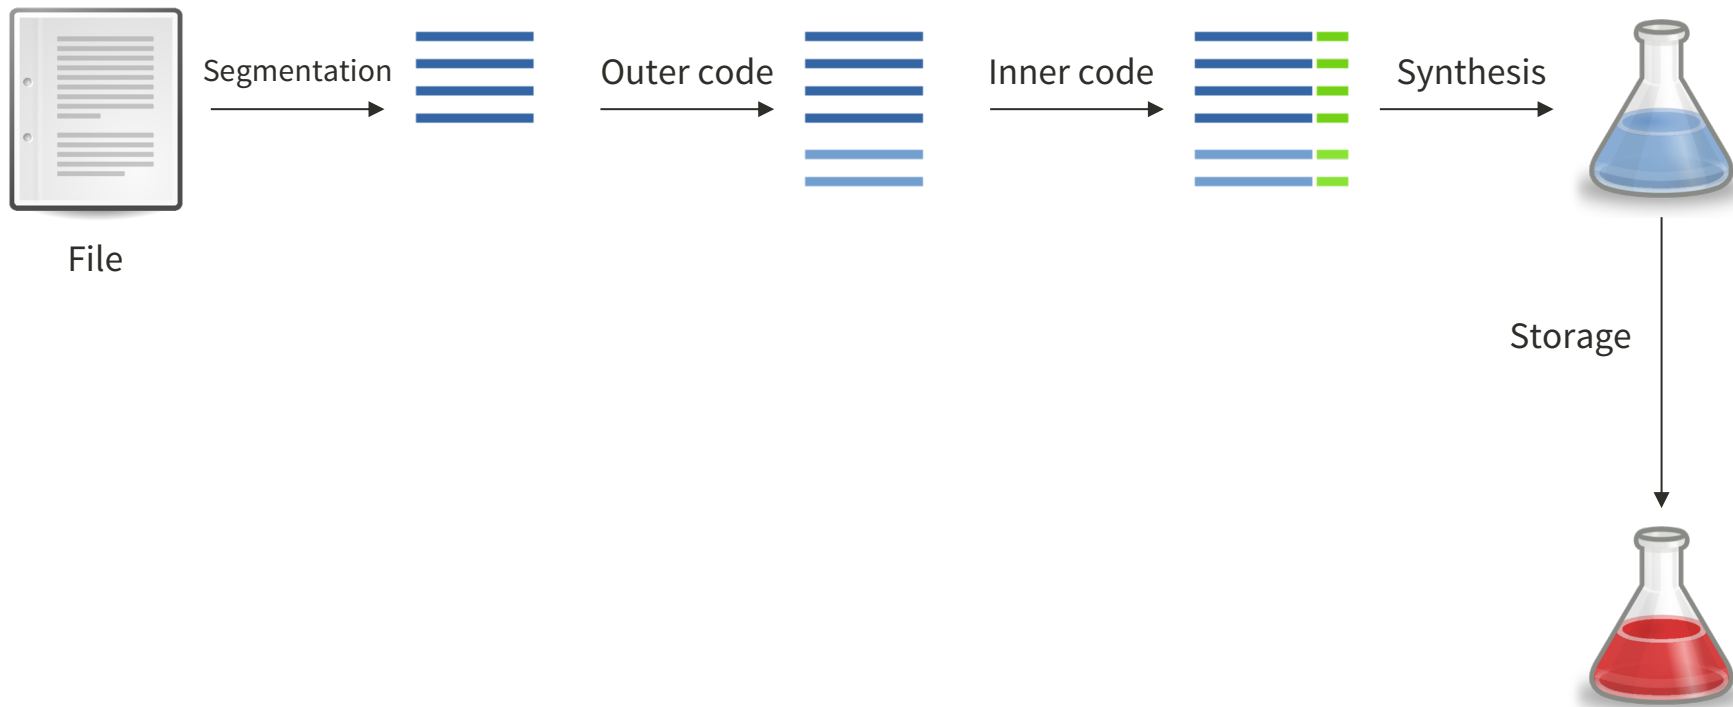 Segmentation
Outer code
Inner code
Synthesis
File
Storage